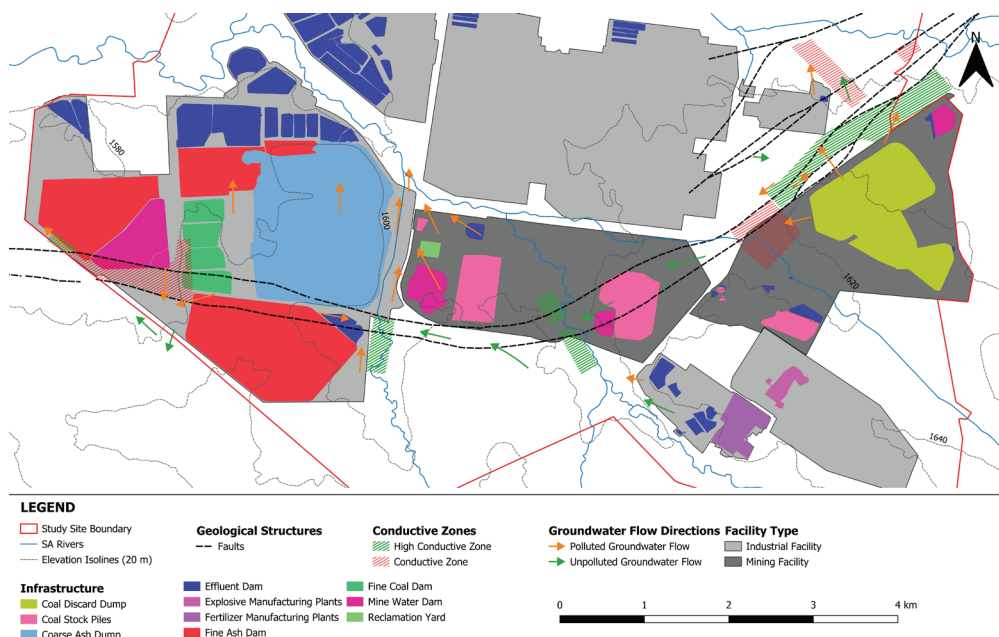 N
1580
1600
1620
1640
LEGEND
Study Site Boundary
SA Rivers
Elevation Isolines (20 m)
Geological Structures
Faults
Conductive Zones
High Conductive Zone
Conductive Zone
Groundwater Flow Directions
Polluted Groundwater Flow
Unpolluted Groundwater Flow
Facility Type
Industrial Facility
Mining Facility
Infrastructure
Coal Discard Dump
Coal Stock Piles
Coarse Ash Dump
Effluent Dam
Explosive Manufacturing Plants
Fertilizer Manufacturing Plants
Fine Ash Dam
Fine Coal Dam
Mine Water Dam
Reclamation Yard
0 1 2 3 4 km